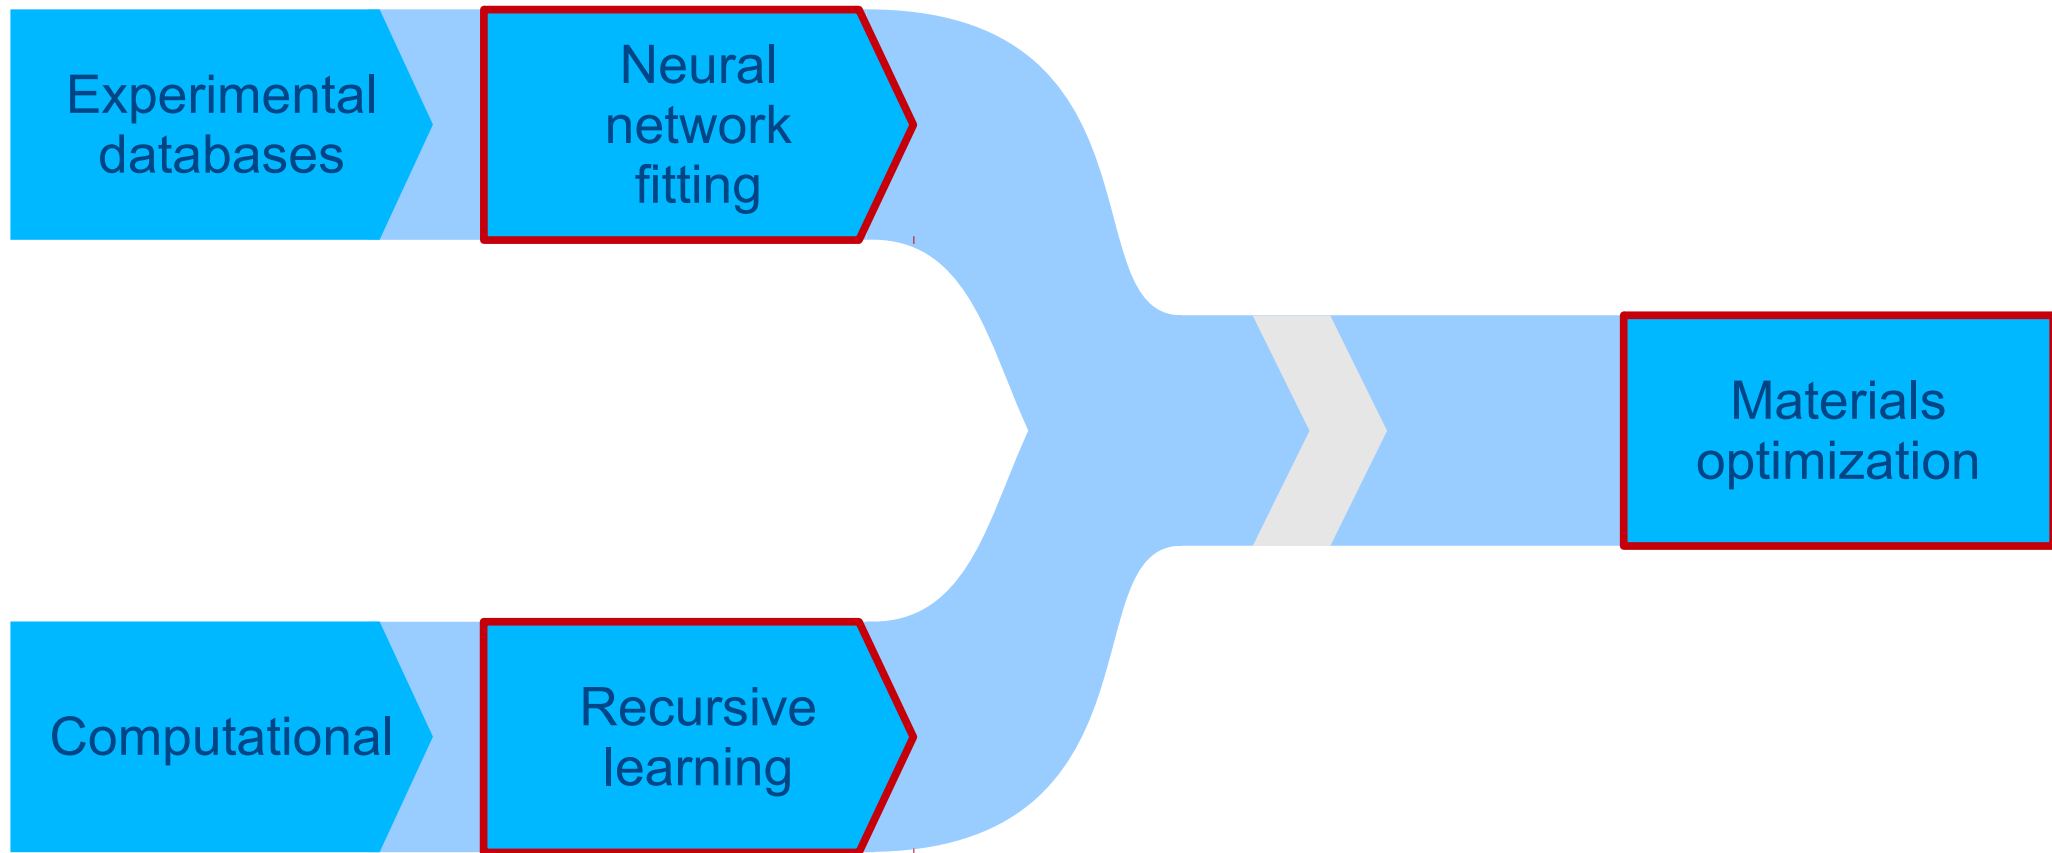 Experimental
databases
Neural
network
fitting
Materials
optimization
Computational
Recursive
learning